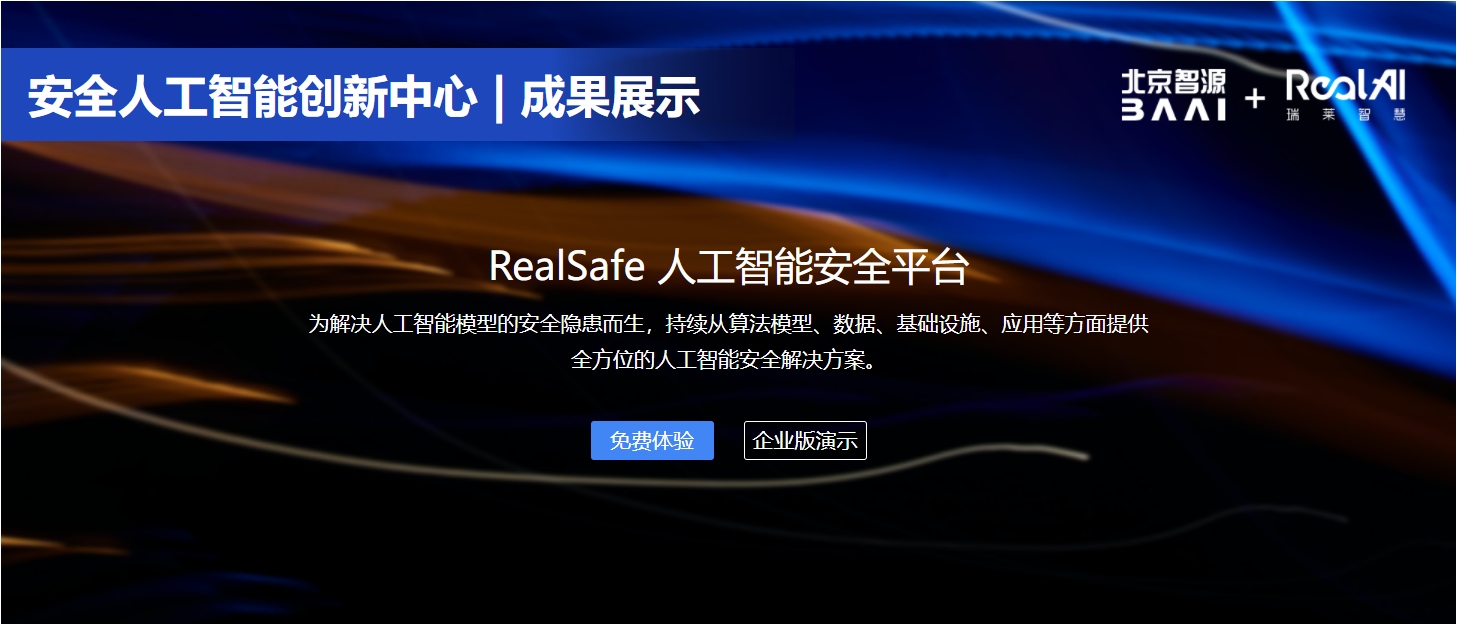 安全人工智能创新中心 | 成果展示
北京智源
BAAI
+
RealAI
瑞莱智慧
RealSafe 人工智能安全平台
为解决人工智能模型的安全隐患而生，持续从算法模型、数据、基础设施、应用等方面提供
全方位的人工智能安全解决方案。
免费体验
企业版演示